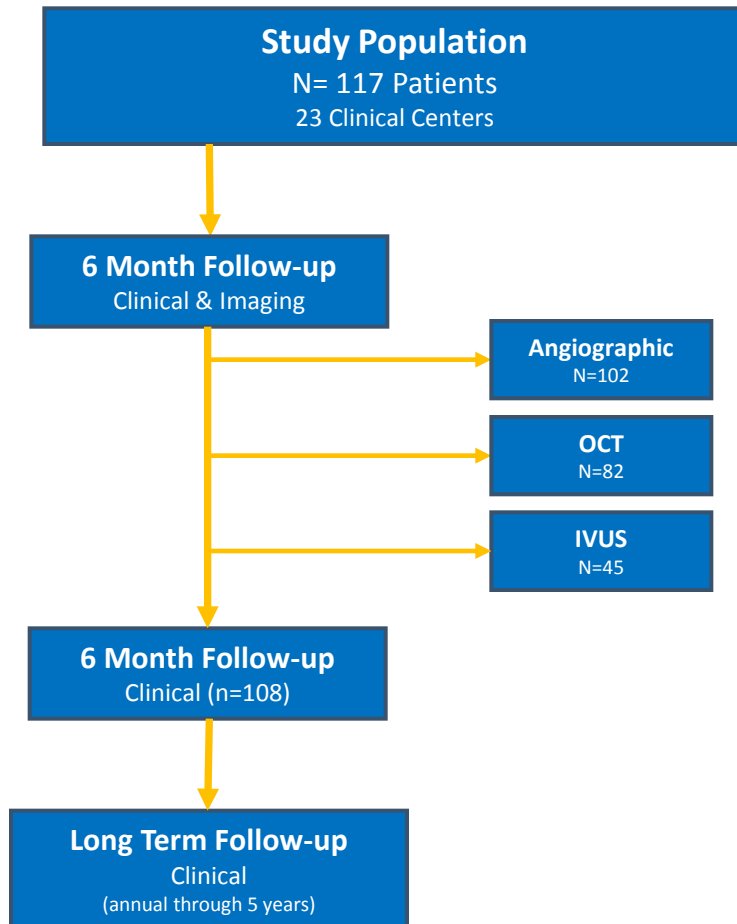 Study Population
N= 117 Patients
23 Clinical Centers
6 Month Follow-up
Clinical & Imaging
Angiographic
N=102
OCT
N=82
IVUS
N=45
6 Month Follow-up
Clinical (n=108)
Long Term Follow-up
Clinical
(annual through 5 years)